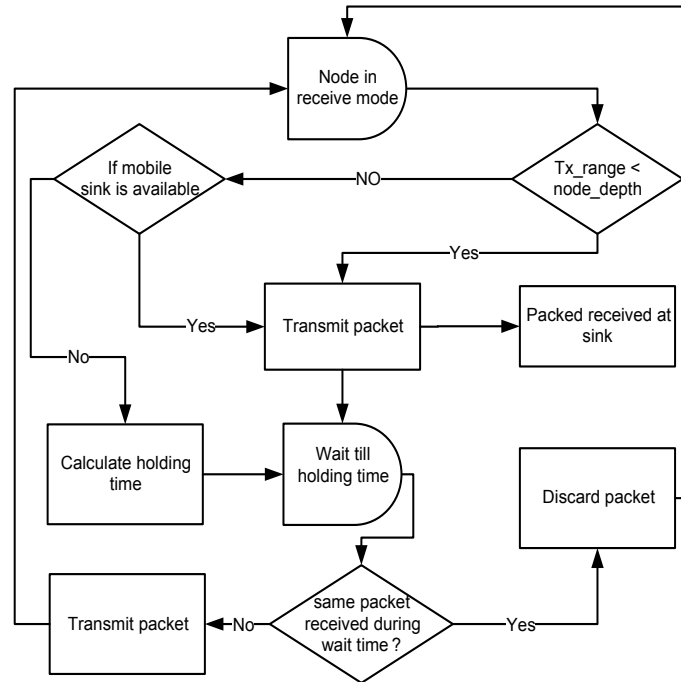 Node in
receive mode
If mobile
sink is available
NO
Tx_range <
node_depth
Yes
Yes
Transmit packet
Packed received at
sink
No
Calculate holding
time
Wait till
holding time
Discard packet
Transmit packet
No
same packet
received during
wait time ?
Yes